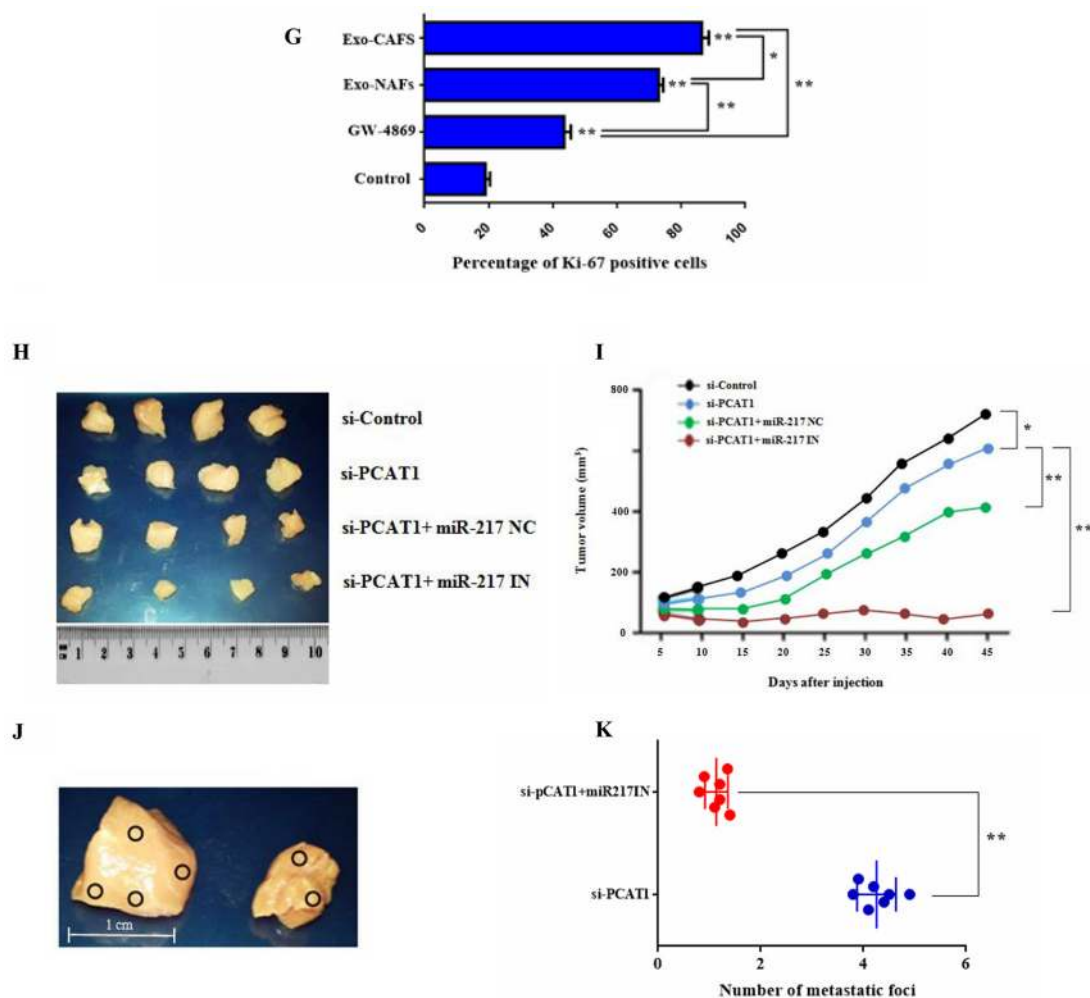 G
Exo-CAFS
Exo-NAFs
GW-4869
Control
**
**
**
*
**
**
0
20
40
60
80
100
Percentage of Ki-67 positive cells
H
si-Control
si-PCAT1
si-PCAT1+ miR-217 NC
si-PCAT1+ miR-217 IN
1 2 3 4 5 6 7 8 9 10
I
si-Control
si-PCAT1
si-PCAT1+ miR-217 NC
si-PCAT1+ miR-217 IN
Tumor volume (mm³)
800
400
200
0
5 10 15 20 25 30 35 40 45
Days after injection
*
**
**
J
1 cm
K
si-pCAT1+miR217IN
si-PCAT1
**
0 2 4 6
Number of metastatic foci